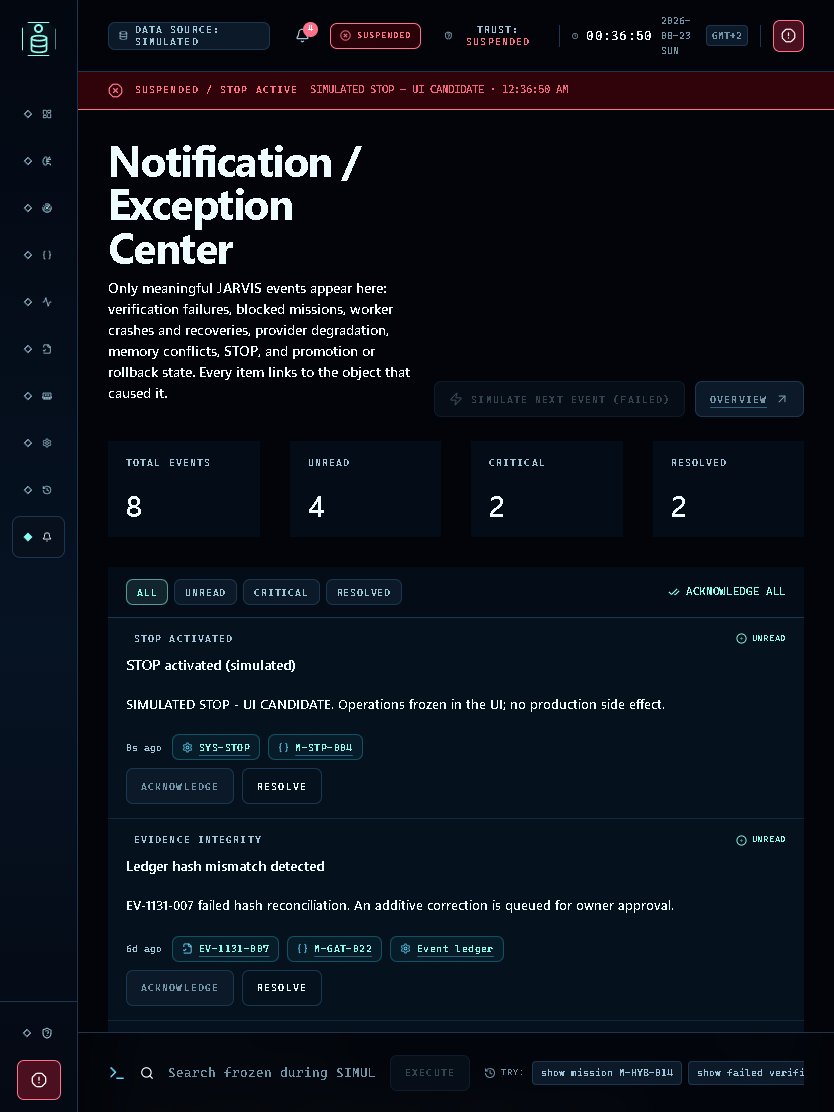 DATA SOURCE:
SIMULATED
4
SUSPENDED
TRUST:
SUSPENDED
00:36:50
2026-
08-23
SUN
GMT+2
SUSPENDED / STOP ACTIVE SIMULATED STOP — UI CANDIDATE · 12:36:50 AM
Notification /
Exception
Center
Only meaningful JARVIS events appear here:
verification failures, blocked missions, worker
crashes and recoveries, provider degradation,
memory conflicts, STOP, and promotion or
rollback state. Every item links to the object that
caused it.
SIMULATE NEXT EVENT (FAILED)
OVERVIEW
TOTAL EVENTS
8
UNREAD
4
CRITICAL
2
RESOLVED
2
ALL
UNREAD
CRITICAL
RESOLVED
ACKNOWLEDGE ALL
STOP ACTIVATED
UNREAD
STOP activated (simulated)
SIMULATED STOP - UI CANDIDATE. Operations frozen in the UI; no production side effect.
0s ago
SYS-STOP
M-STP-004
ACKNOWLEDGE
RESOLVE
EVIDENCE INTEGRITY
UNREAD
Ledger hash mismatch detected
EV-1131-007 failed hash reconciliation. An additive correction is queued for owner approval.
6d ago
EV-1131-007
M-GAT-022
Event ledger
ACKNOWLEDGE
RESOLVE
Search frozen during SIMUL
EXECUTE
TRY:
show mission M-HYB-014
show failed verifi